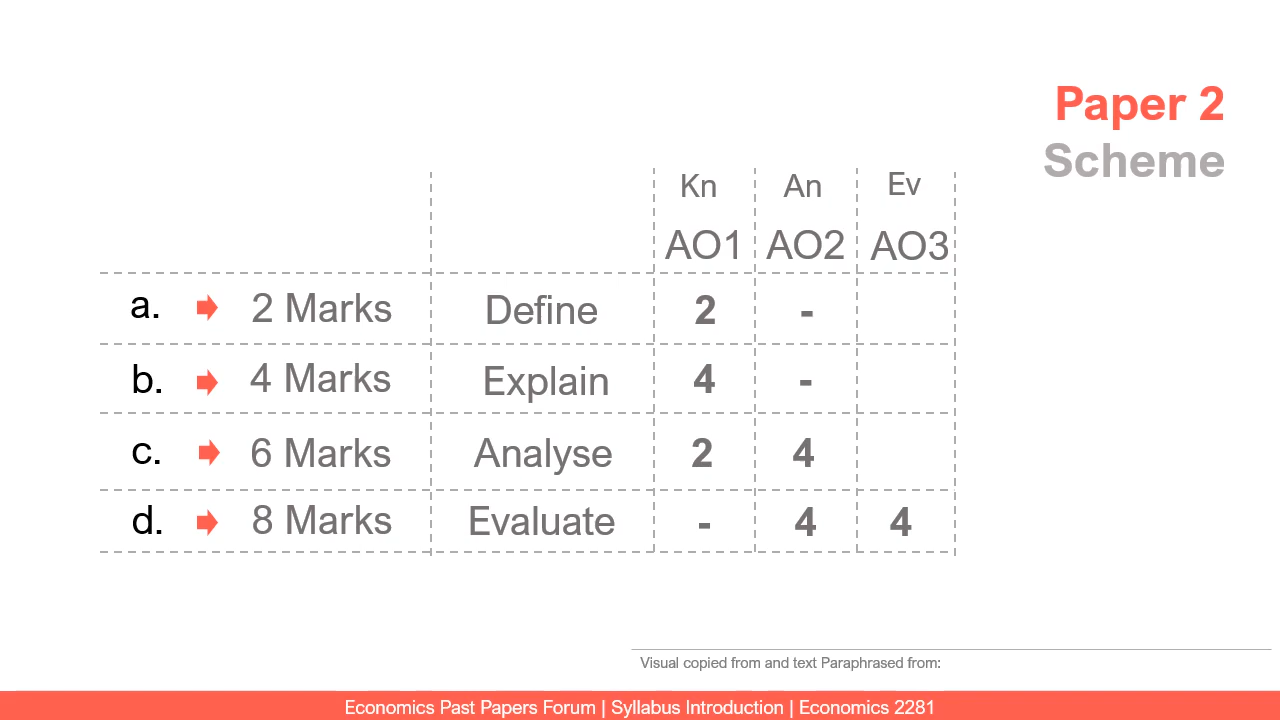 Paper 2
Scheme
Kn An Ev
AO1 AO2 AO3
a. 2 Marks Define 2 -
b. 4 Marks Explain 4 -
c. 6 Marks Analyse 2 4
d. 8 Marks Evaluate - 4 4
Visual copied from and text Paraphrased from:
Economics Past Papers Forum | Syllabus Introduction | Economics 2281